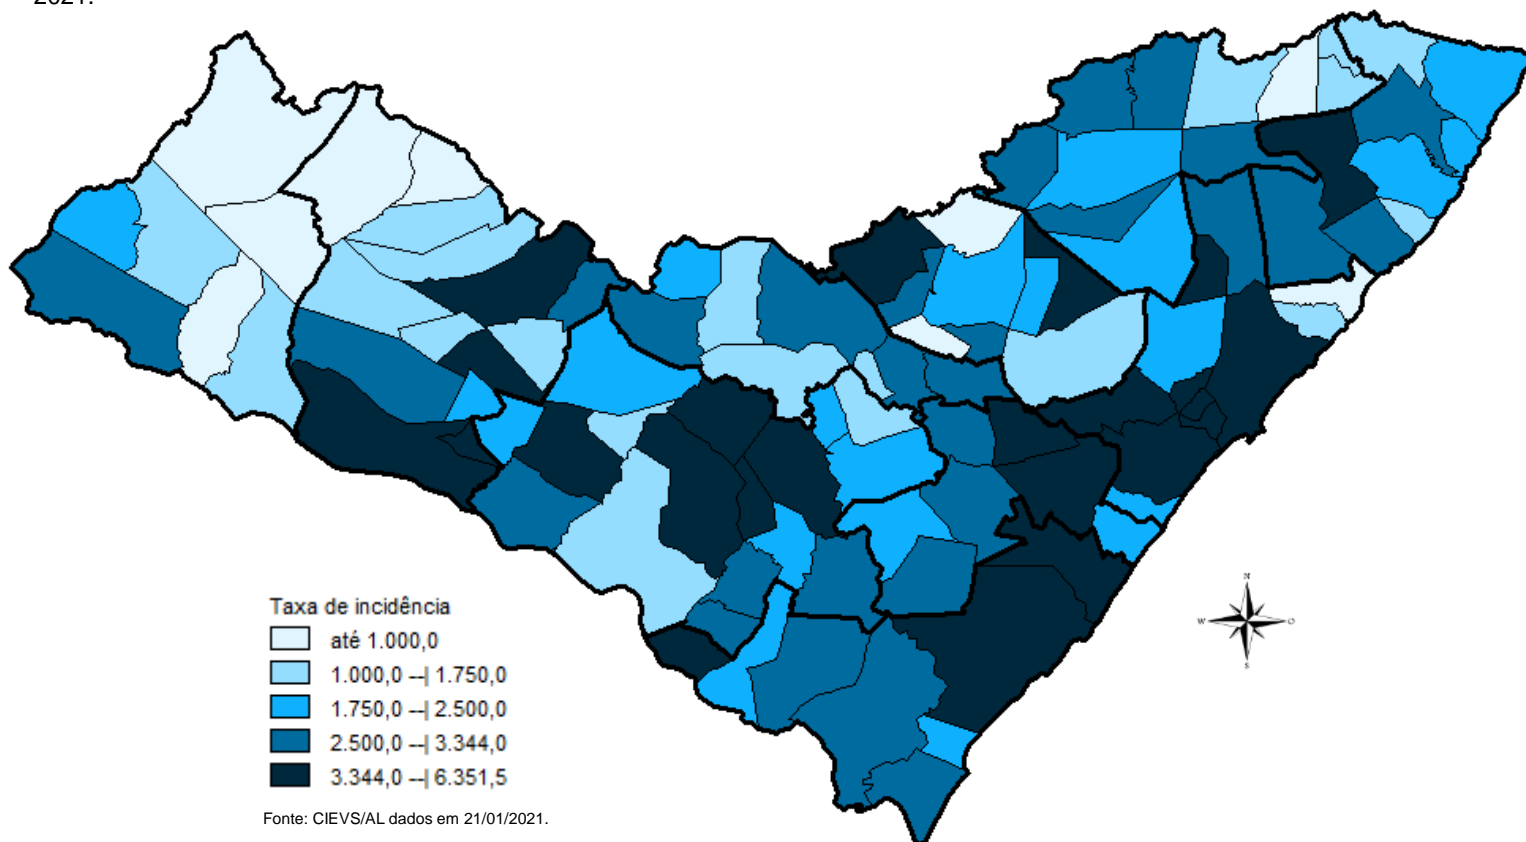 2021.
N
W
O
S
Taxa de incidência
até 1.000,0
1.000,0 --| 1.750,0
1.750,0 --| 2.500,0
2.500,0 --| 3.344,0
3.344,0 --| 6.351,5
Fonte: CIEVS/AL dados em 21/01/2021.